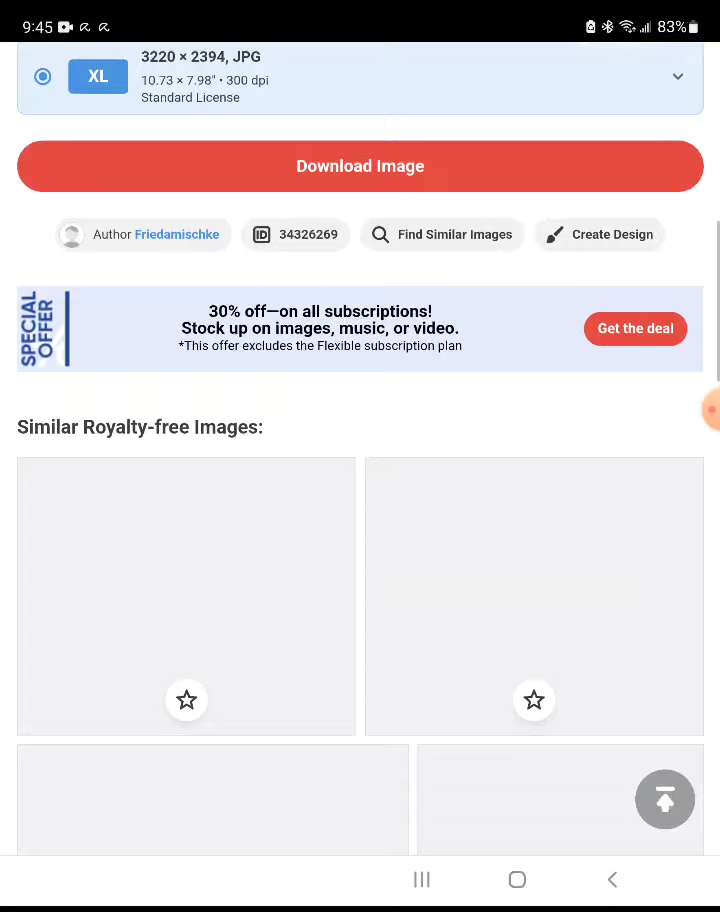 9:45
83%
3220 × 2394, JPG
XL
10.73 × 7.98" • 300 dpi
Standard License
Download Image
Author Friedamischke
ID 34326269
Find Similar Images
Create Design
SPECIAL
OFFER
30% off—on all subscriptions!
Stock up on images, music, or video.
*This offer excludes the Flexible subscription plan
Get the deal
Similar Royalty-free Images: